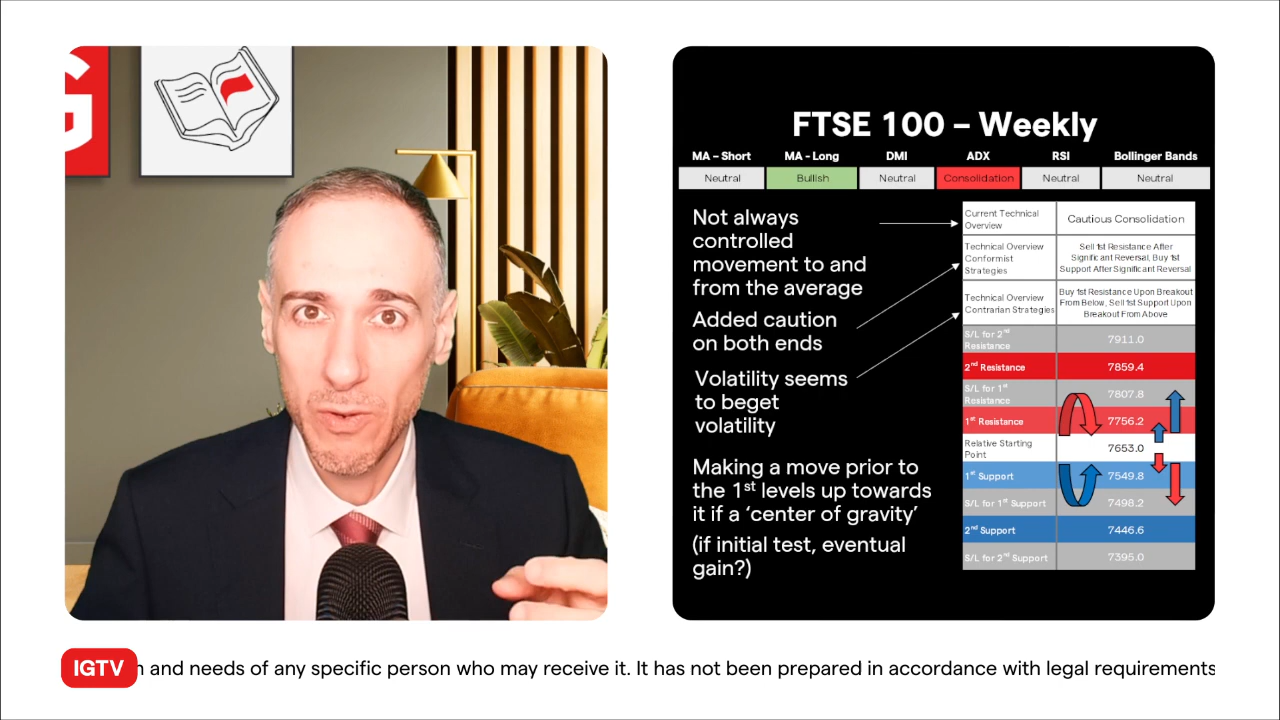 G
FTSE 100 – Weekly
MA – Short MA - Long DMI ADX RSI Bollinger Bands
Neutral Bullish Neutral Consolidation Neutral Neutral
Not always
controlled
movement to and
from the average
Added caution
on both ends
Volatility seems
to beget
volatility
Making a move prior to
the 1st levels up towards
it if a ‘center of gravity’
(if initial test, eventual
gain?)
Current Technical
Overview
Cautious Consolidation
Technical Overview
Conformist
Strategies
Sell 1st Resistance After
Significant Reversal, Buy 1st
Support After Significant Reversal
Technical Overview
Contrarian Strategies
Buy 1st Resistance Upon Breakout
From Below, Sell 1st Support Upon
Breakout From Above
S/L for 2nd
Resistance
7911.0
2nd Resistance 7859.4
S/L for 1st
Resistance
7807.8
1st Resistance 7756.2
Relative Starting
Point
7653.0
1st Support 7549.8
S/L for 1st Support 7498.2
2nd Support 7446.6
S/L for 2nd Support 7395.0
IGTV and needs of any specific person who may receive it. It has not been prepared in accordance with legal requirements